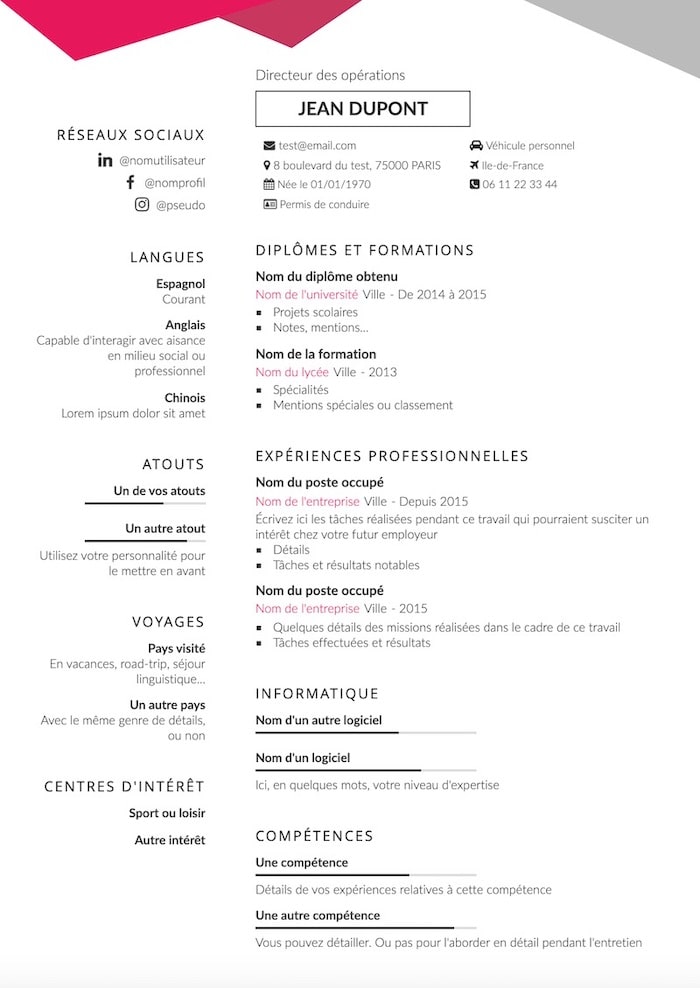 Directeur des opérations
JEAN DUPONT
test@email.com
Véhicule personnel
8 boulevard du test, 75000 PARIS
Ile-de-France
Née le 01/01/1970
06 11 22 33 44
Permis de conduire
RÉSEAUX SOCIAUX
in @nomutilisateur
f @nomprofil
@pseudo
LANGUES
Espagnol
Courant
Anglais
Capable d'interagir avec aisance
en milieu social ou
professionnel
Chinois
Lorem ipsum dolor sit amet
ATOUTS
Un de vos atouts
Un autre atout
Utilisez votre personnalité pour
le mettre en avant
VOYAGES
Pays visité
En vacances, road-trip, séjour
linguistique...
Un autre pays
Avec le même genre de détails,
ou non
CENTRES D'INTÉRÊT
Sport ou loisir
Autre intérêt
DIPLÔMES ET FORMATIONS
Nom du diplôme obtenu
Nom de l'université Ville - De 2014 à 2015
▪ Projets scolaires
▪ Notes, mentions...
Nom de la formation
Nom du lycée Ville - 2013
▪ Spécialités
▪ Mentions spéciales ou classement
EXPÉRIENCES PROFESSIONNELLES
Nom du poste occupé
Nom de l'entreprise Ville - Depuis 2015
Écrivez ici les tâches réalisées pendant ce travail qui pourraient susciter un
intérêt chez votre futur employeur
▪ Détails
▪ Tâches et résultats notables
Nom du poste occupé
Nom de l'entreprise Ville - 2015
▪ Quelques détails des missions réalisées dans le cadre de ce travail
▪ Tâches effectuées et résultats
INFORMATIQUE
Nom d'un autre logiciel
Nom d'un logiciel
Ici, en quelques mots, votre niveau d'expertise
COMPÉTENCES
Une compétence
Détails de vos expériences relatives à cette compétence
Une autre compétence
Vous pouvez détailler. Ou pas pour l'aborder en détail pendant l'entretien